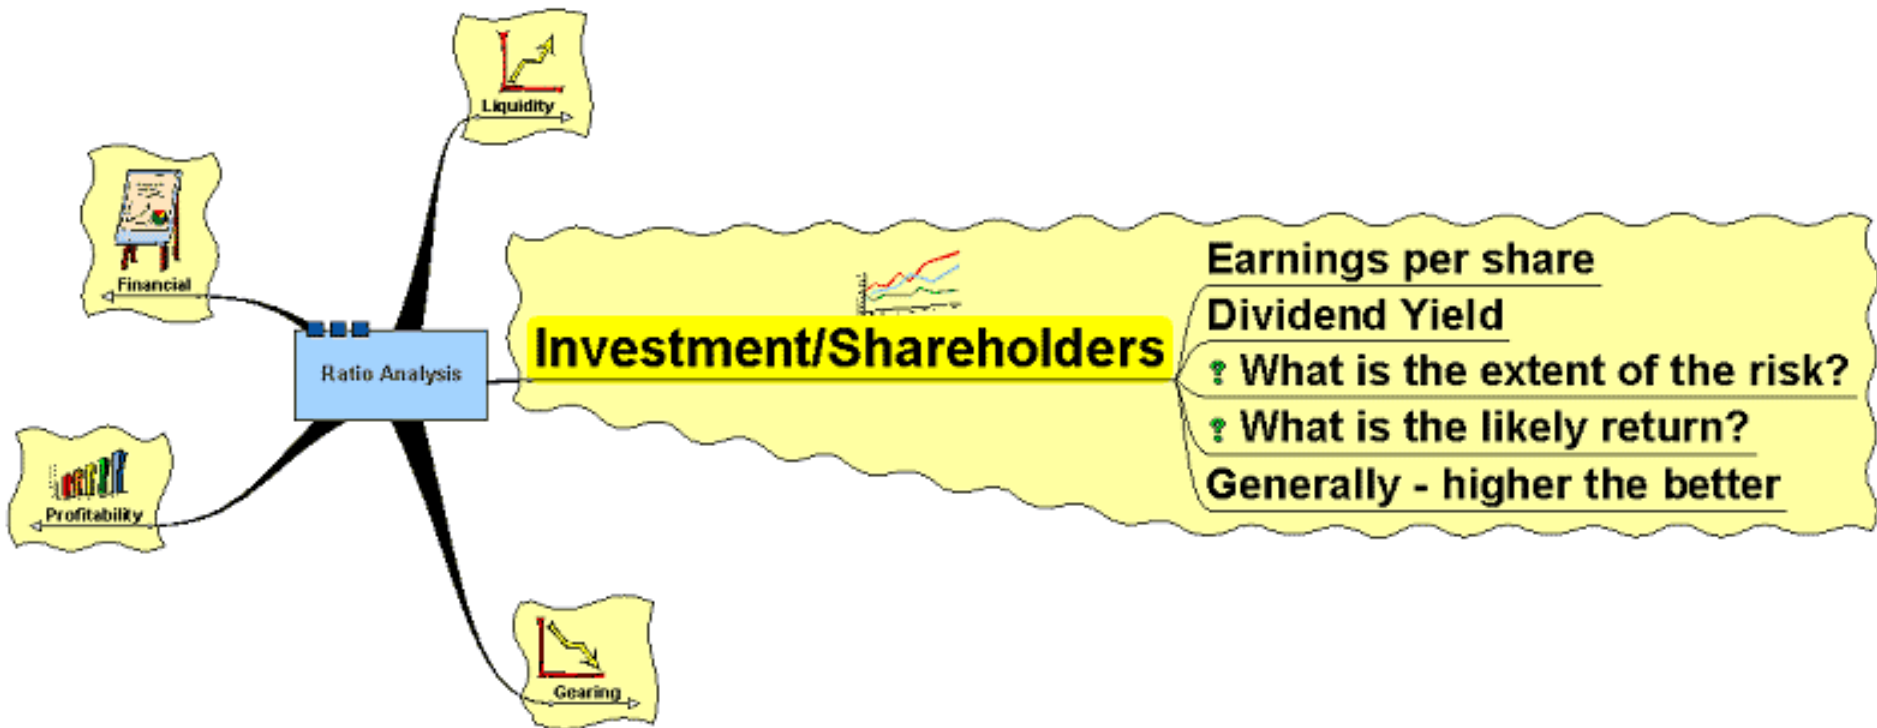 Liquidity
Financial
Ratio Analysis
Investment/Shareholders
Earnings per share
Dividend Yield
? What is the extent of the risk?
? What is the likely return?
Generally - higher the better
Profitability
Gearing